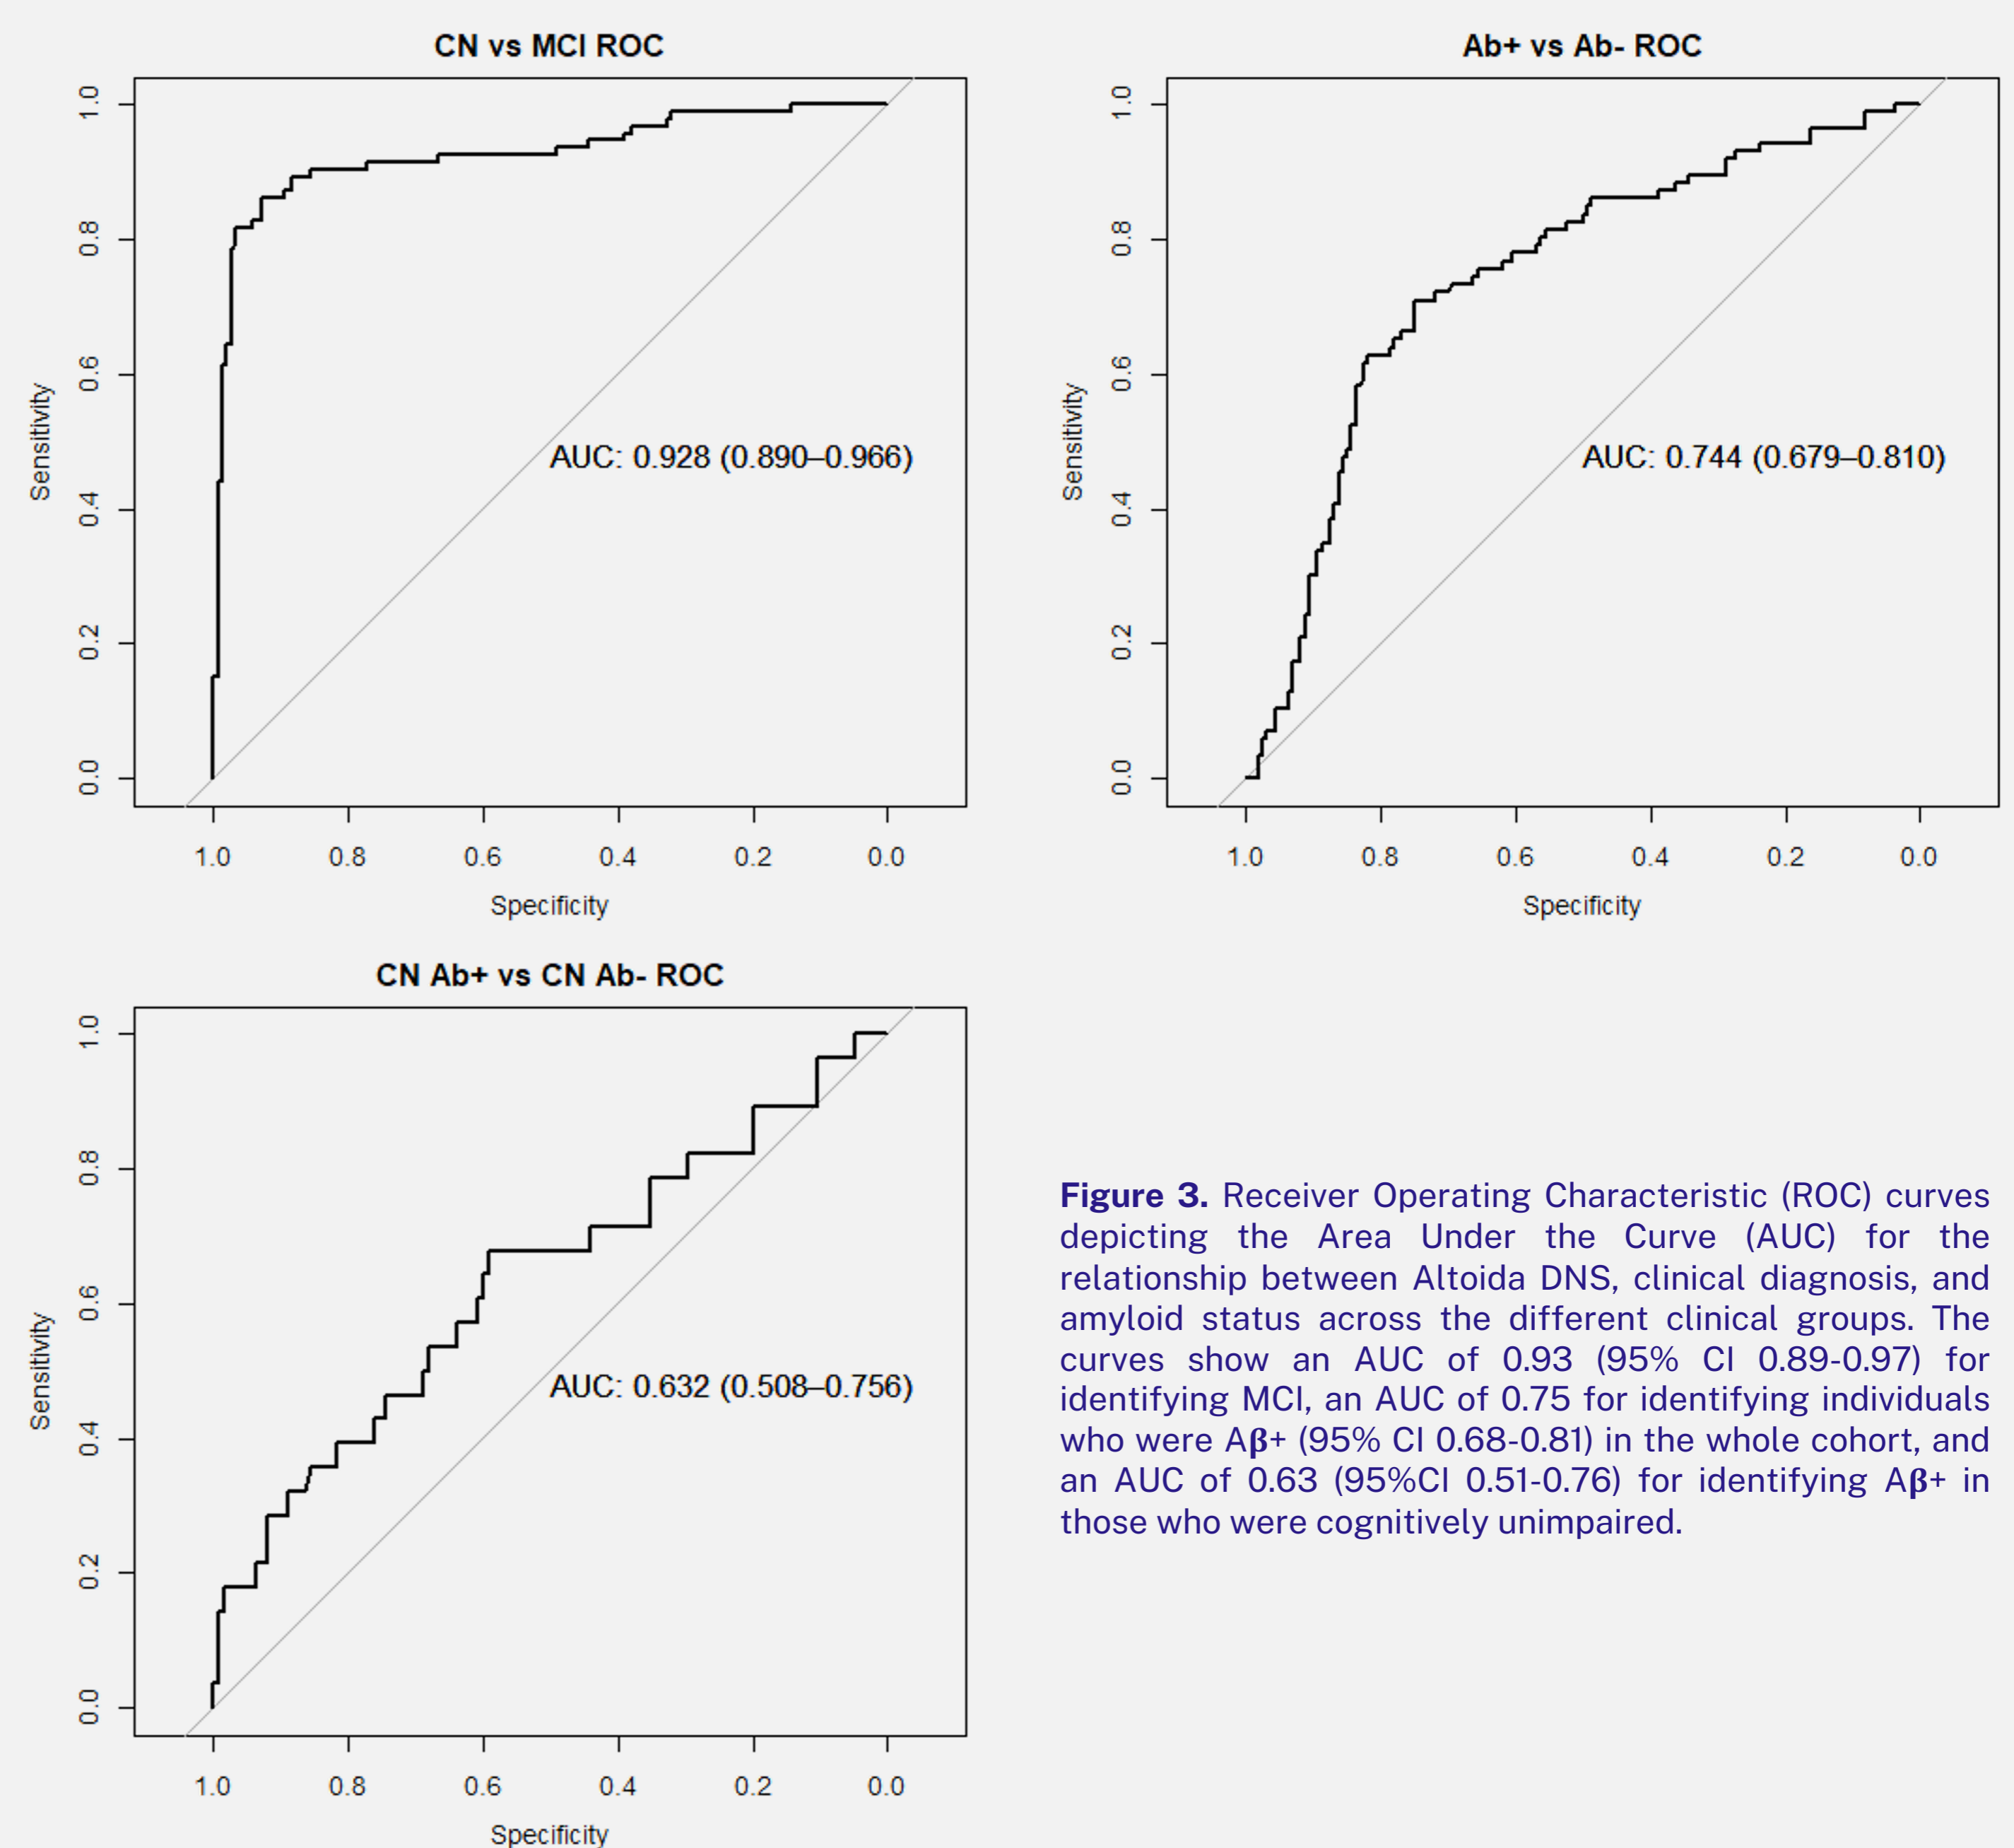 CN vs MCI ROC
Sensitivity
1.0
0.8
0.6
0.4
0.2
0.0
AUC: 0.928 (0.890–0.966)
1.0 0.8 0.6 0.4 0.2 0.0
Specificity
Ab+ vs Ab- ROC
Sensitivity
1.0
0.8
0.6
0.4
0.2
0.0
AUC: 0.744 (0.679–0.810)
1.0 0.8 0.6 0.4 0.2 0.0
Specificity
CN Ab+ vs CN Ab- ROC
Sensitivity
1.0
0.8
0.6
0.4
0.2
0.0
AUC: 0.632 (0.508–0.756)
1.0 0.8 0.6 0.4 0.2 0.0
Specificity
Figure 3. Receiver Operating Characteristic (ROC) curves
depicting the Area Under the Curve (AUC) for the
relationship between Altoida DNS, clinical diagnosis, and
amyloid status across the different clinical groups. The
curves show an AUC of 0.93 (95% CI 0.89-0.97) for
identifying MCI, an AUC of 0.75 for identifying individuals
who were Aβ+ (95% CI 0.68-0.81) in the whole cohort, and
an AUC of 0.63 (95%CI 0.51-0.76) for identifying Aβ+ in
those who were cognitively unimpaired.